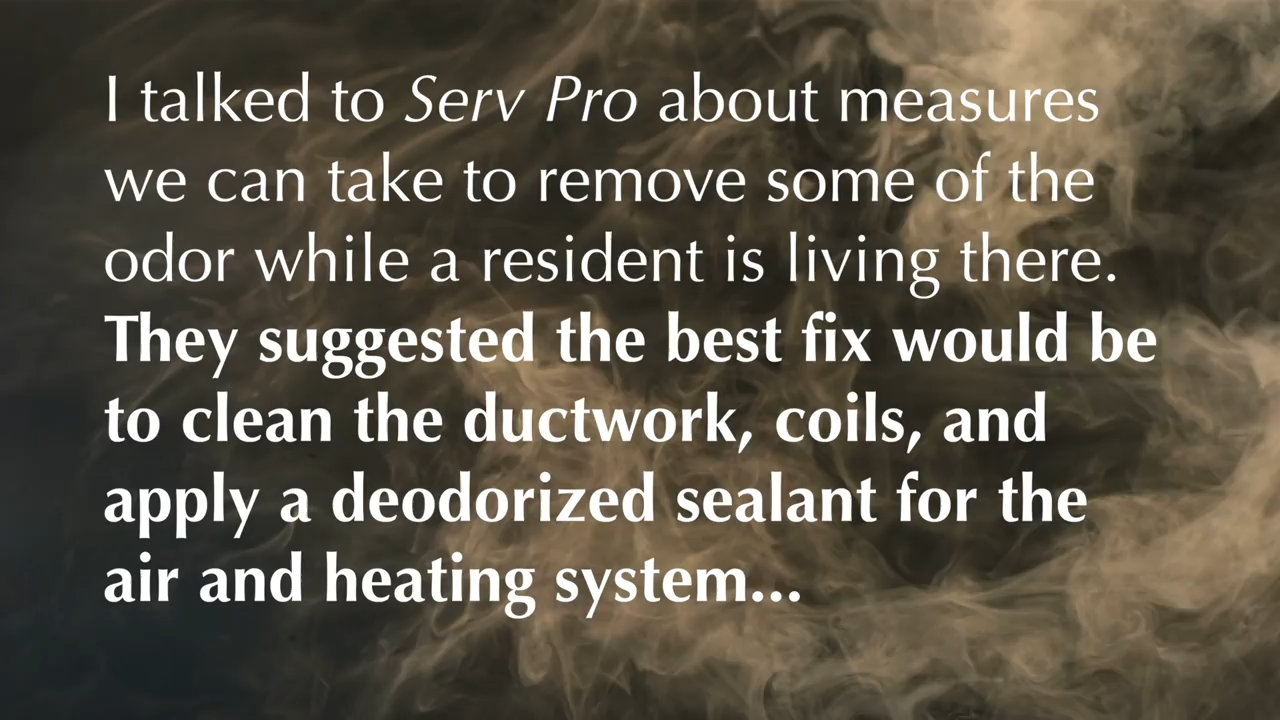 I talked to Serv Pro about measures
we can take to remove some of the
odor while a resident is living there.
They suggested the best fix would be
to clean the ductwork, coils, and
apply a deodorized sealant for the
air and heating system...